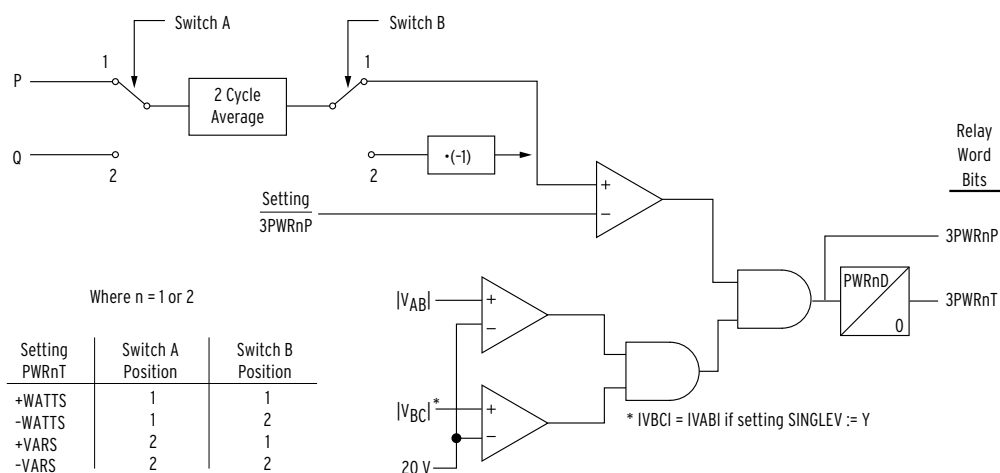 Switch A
Switch B
1
1
P
2 Cycle
Average
Q
2
2
•(-1)
Relay
Word
Bits
Setting
3PWRnP
+
−
3PWRnP
PWRnD
0
3PWRnT
Where n = 1 or 2
|VAB|
+
−
|VBC|*
+
−
20 V
* |VBC| = |VAB| if setting SINGLEV := Y
Setting PWRnT | Switch A Position | Switch B Position
+WATTS 1 1
-WATTS 1 2
+VARS 2 1
-VARS 2 2